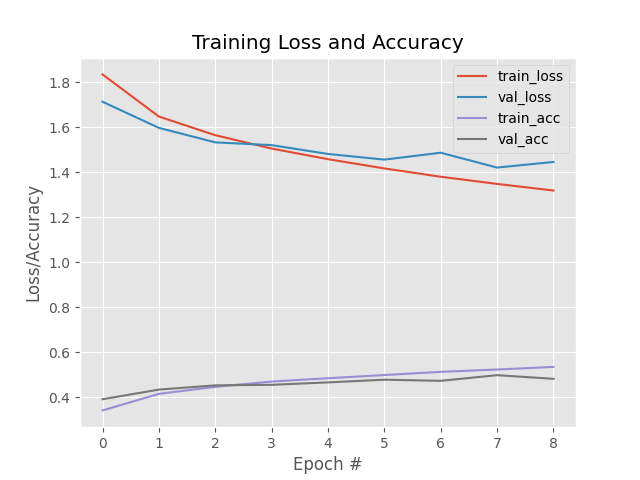 Training Loss and Accuracy
train_loss
val_loss
train_acc
val_acc
1.8
1.6
1.4
1.2
1.0
0.8
0.6
0.4
Loss/Accuracy
0 1 2 3 4 5 6 7 8
Epoch #